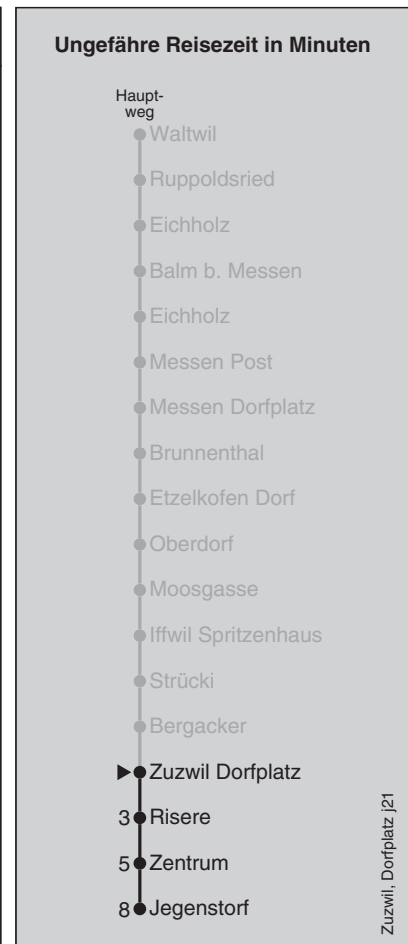 Ungefähre Reisezeit in Minuten
Haupt-
weg
Waltwil
Ruppoldsried
Eichholz
Balm b. Messen
Eichholz
Messen Post
Messen Dorfplatz
Brunnenthal
Etzelkofen Dorf
Oberdorf
Moosgasse
Iffwil Spritzenhaus
Strücki
Bergacker
Zuzwil Dorfplatz
3 Risere
5 Zentrum
8 Jegenstorf
Zuzwil, Dorfplatz j21